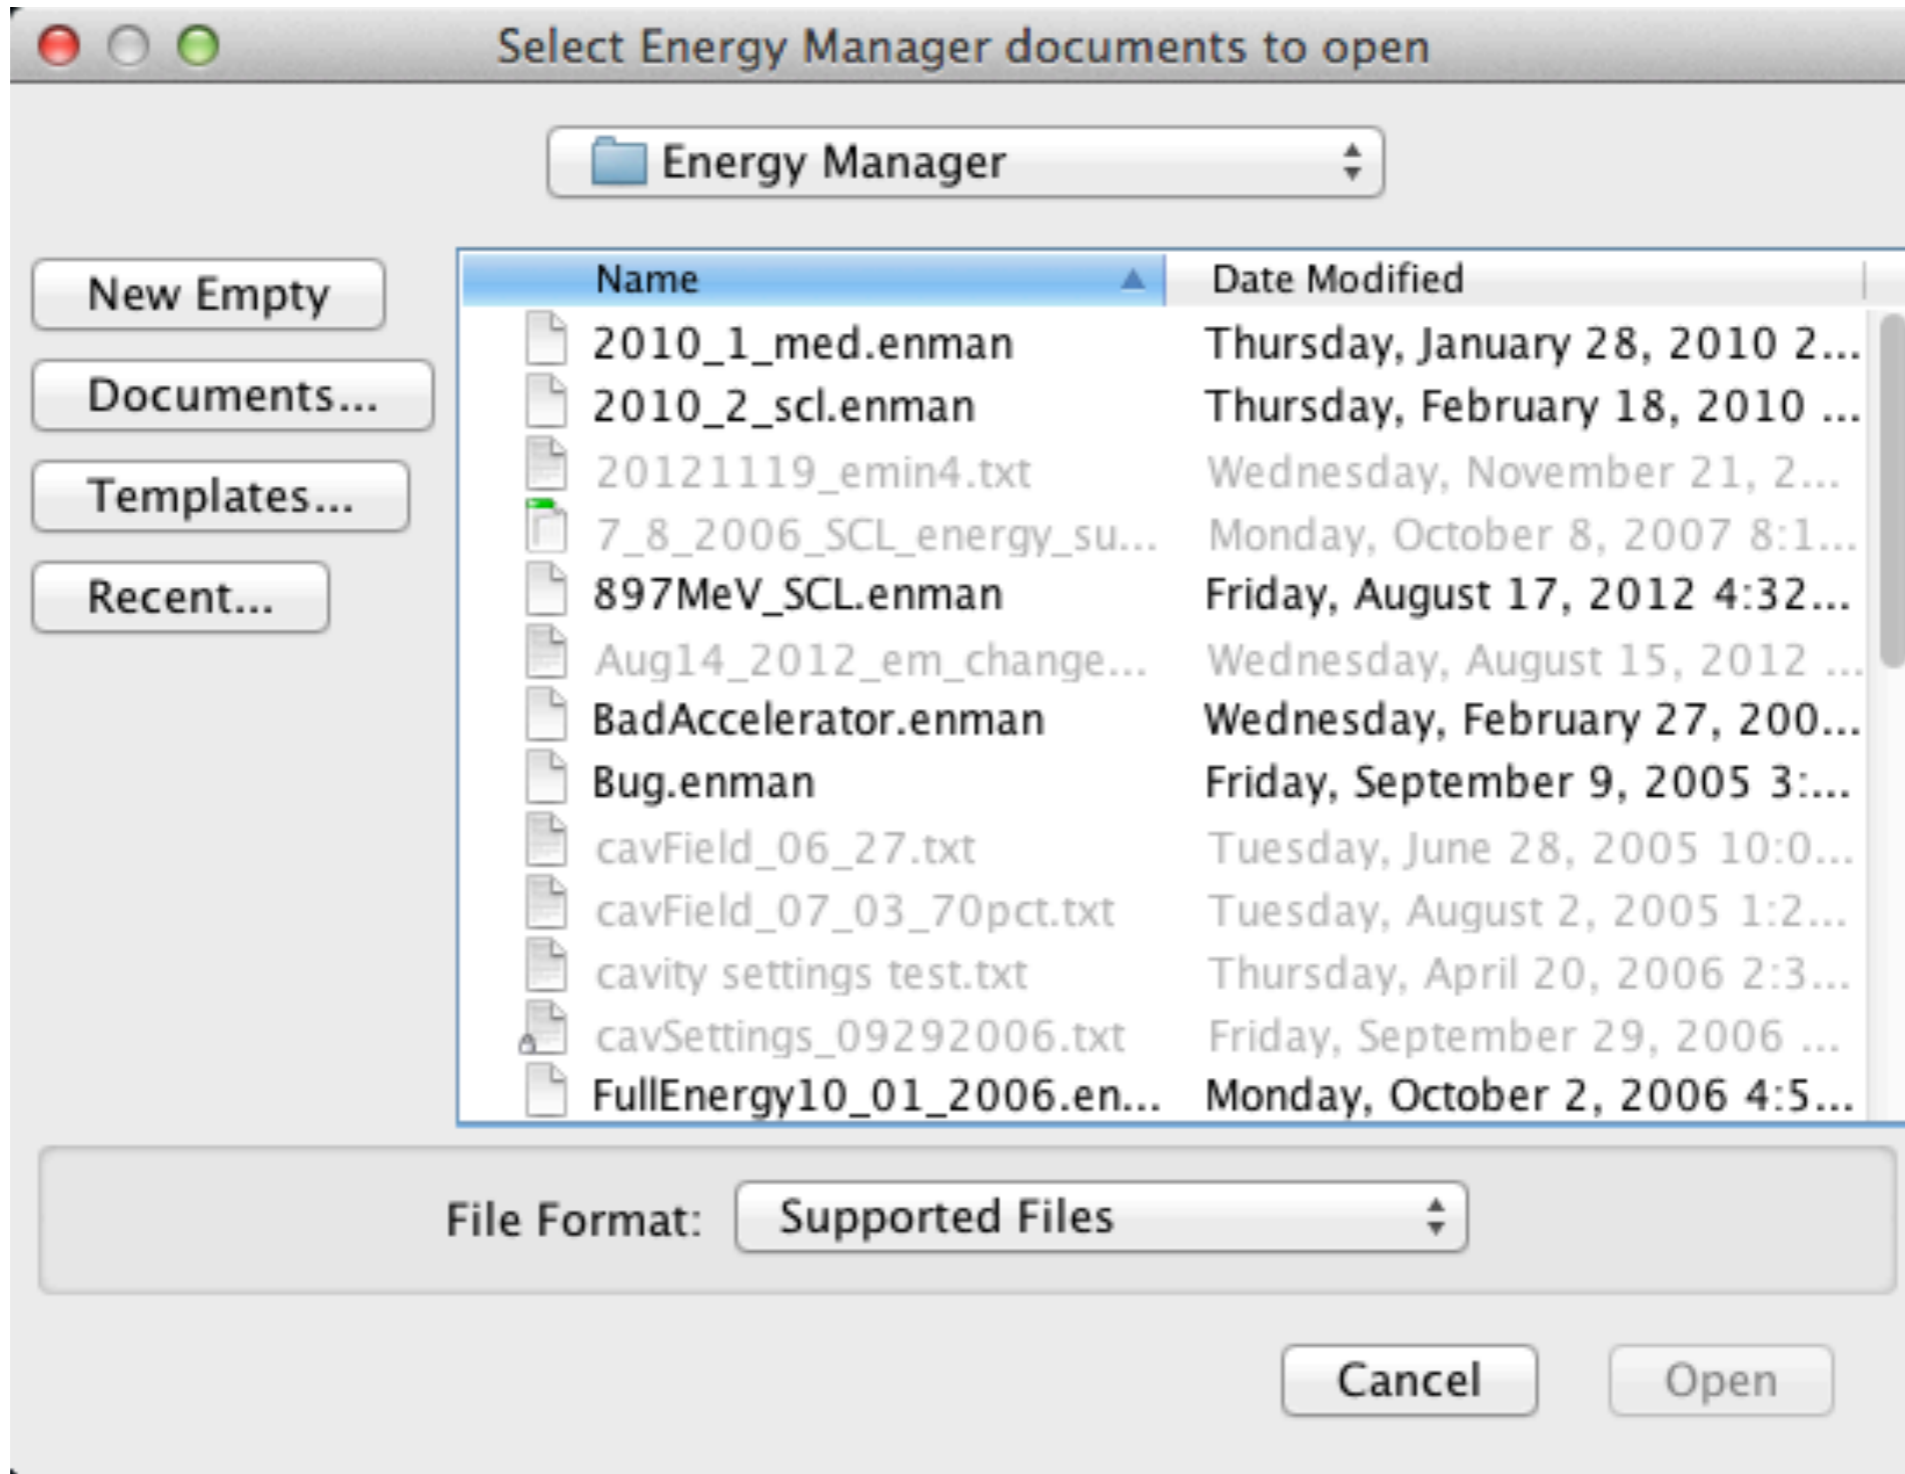 Select Energy Manager documents to open
Energy Manager
New Empty
Documents...
Templates...
Recent...
Name Date Modified
2010_1_med.enman Thursday, January 28, 2010 2...
2010_2_scl.enman Thursday, February 18, 2010 ...
20121119_emin4.txt Wednesday, November 21, 2...
7_8_2006_SCL_energy_su... Monday, October 8, 2007 8:1...
897MeV_SCL.enman Friday, August 17, 2012 4:32...
Aug14_2012_em_change... Wednesday, August 15, 2012 ...
BadAccelerator.enman Wednesday, February 27, 200...
Bug.enman Friday, September 9, 2005 3:...
cavField_06_27.txt Tuesday, June 28, 2005 10:0...
cavField_07_03_70pct.txt Tuesday, August 2, 2005 1:2...
cavity settings test.txt Thursday, April 20, 2006 2:3...
cavSettings_09292006.txt Friday, September 29, 2006 ...
FullEnergy10_01_2006.en... Monday, October 2, 2006 4:5...
File Format: Supported Files
Cancel Open